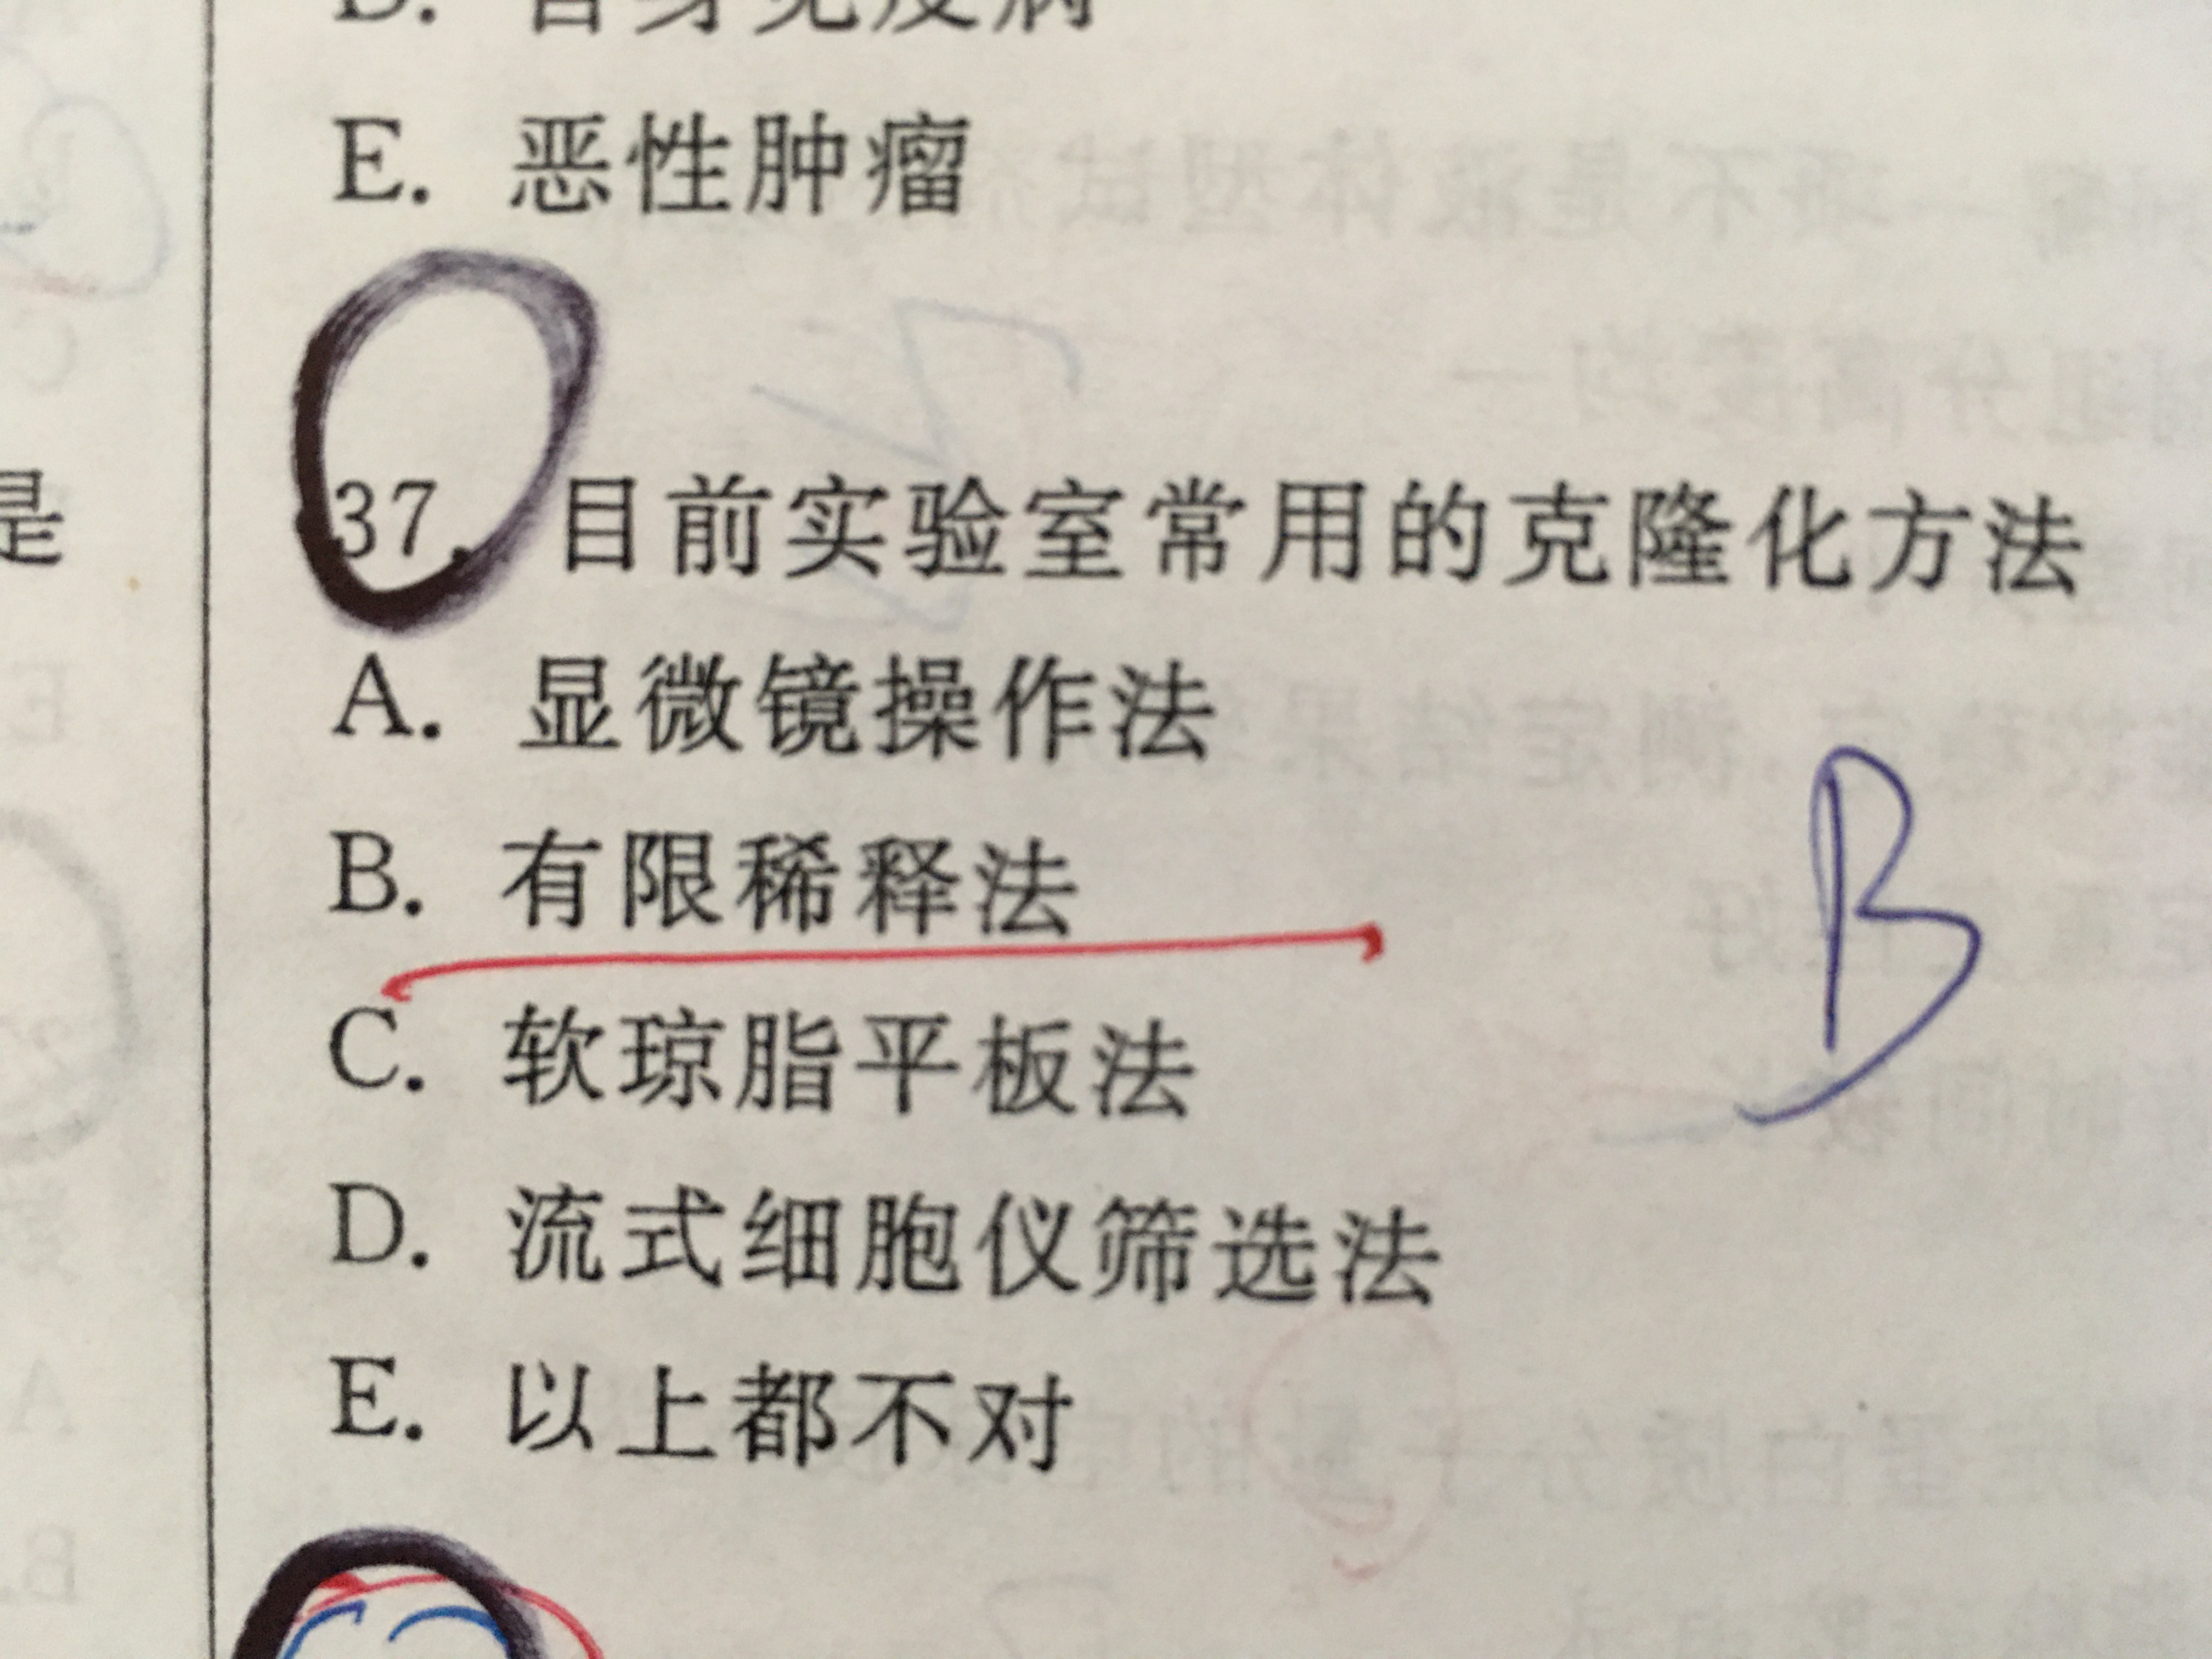 是
E. 恶性肿瘤
37. 目前实验室常用的克隆化方法
A. 显微镜操作法
B. 有限稀释法
C. 软琼脂平板法
D. 流式细胞仪筛选法
E. 以上都不对
B